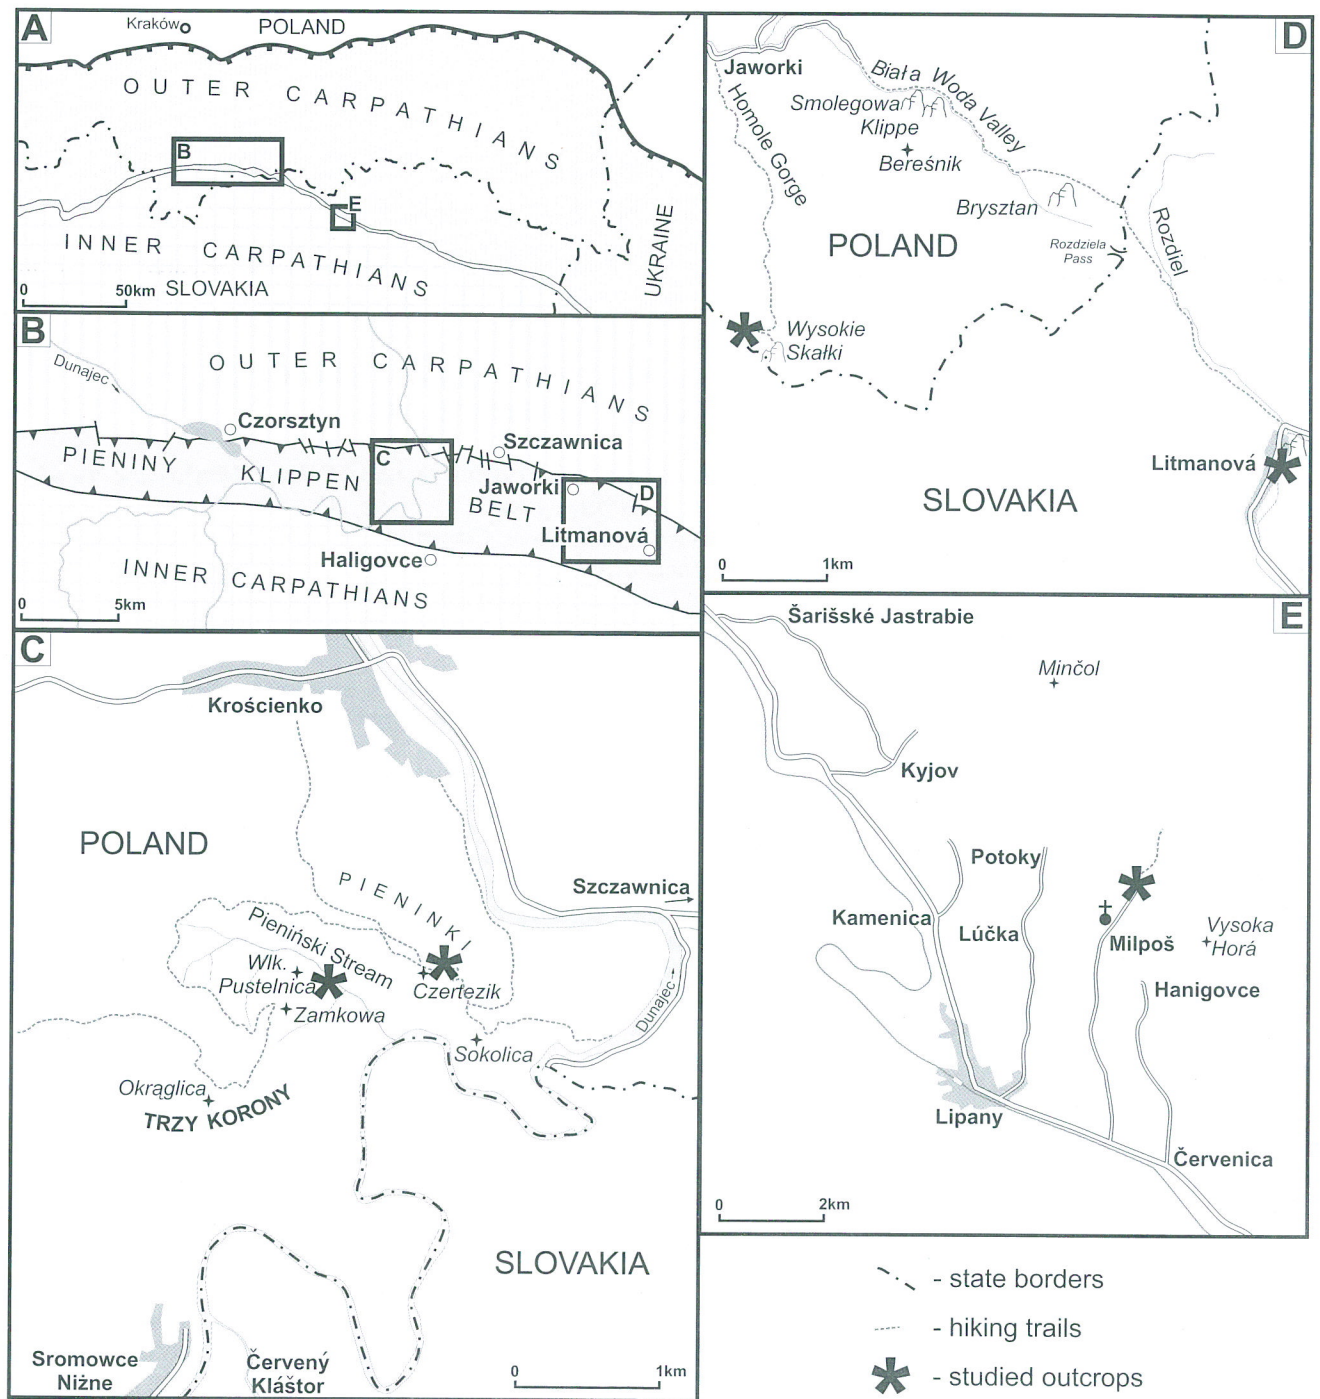 A
Kraków
POLAND
OUTER CARPATHIANS
B
E
INNER CARPATHIANS
UKRAINE
0
50km
SLOVAKIA
B
Dunajec
OUTER CARPATHIANS
Czorsztyn
Szczawnica
PIENINY
KLIPPEN
BELT
C
Jaworki
D
Litmanová
Haligovce
INNER CARPATHIANS
0
5km
C
Krościenko
POLAND
PIENINKI
Szczawnica
Pieniński Stream
Wlk.
Pustelnica
Czertezik
Zamkowa
Dunajec
Sokolica
Okrąglica
TRZY KORONY
SLOVAKIA
Sromowce
Niżne
Červený
Kláštor
0
1km
D
Jaworki
Biała Woda Valley
Smolegowa
Klippe
Homole Gorge
Bereśnik
Brysztan
POLAND
Rozdziela
Pass
Rozdiel
Wysokie
Skałki
Litmanová
SLOVAKIA
0
1km
E
Šarišské Jastrabie
Minčol
Kyjov
Potoky
Kamenica
Lúčka
Milpoš
Vysoka
Horá
Hanigovce
Lipany
Červenica
0
2km
- state borders
- hiking trails
- studied outcrops